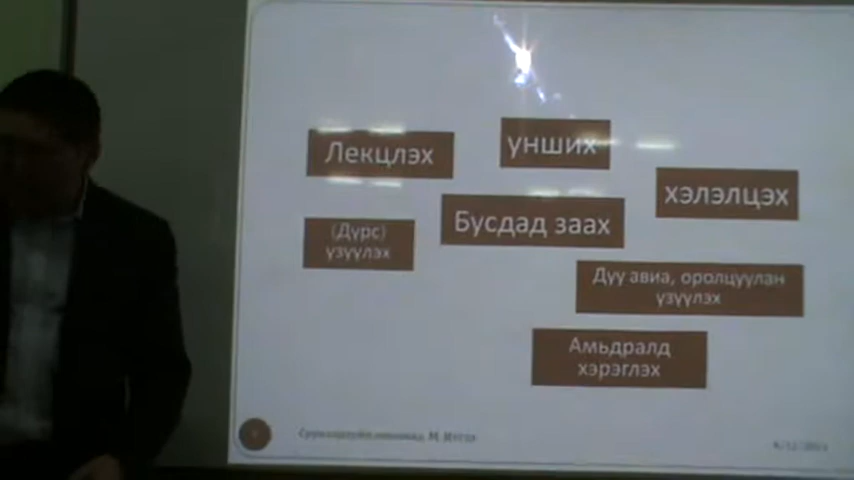 Лекцлэх
унших
хэлэлцэх
Бусдад заах
(Дүрс)
үзүүлэх
Дуу авиа, оролцуулан
үзүүлэх
Амьдралд
хэрэглэх